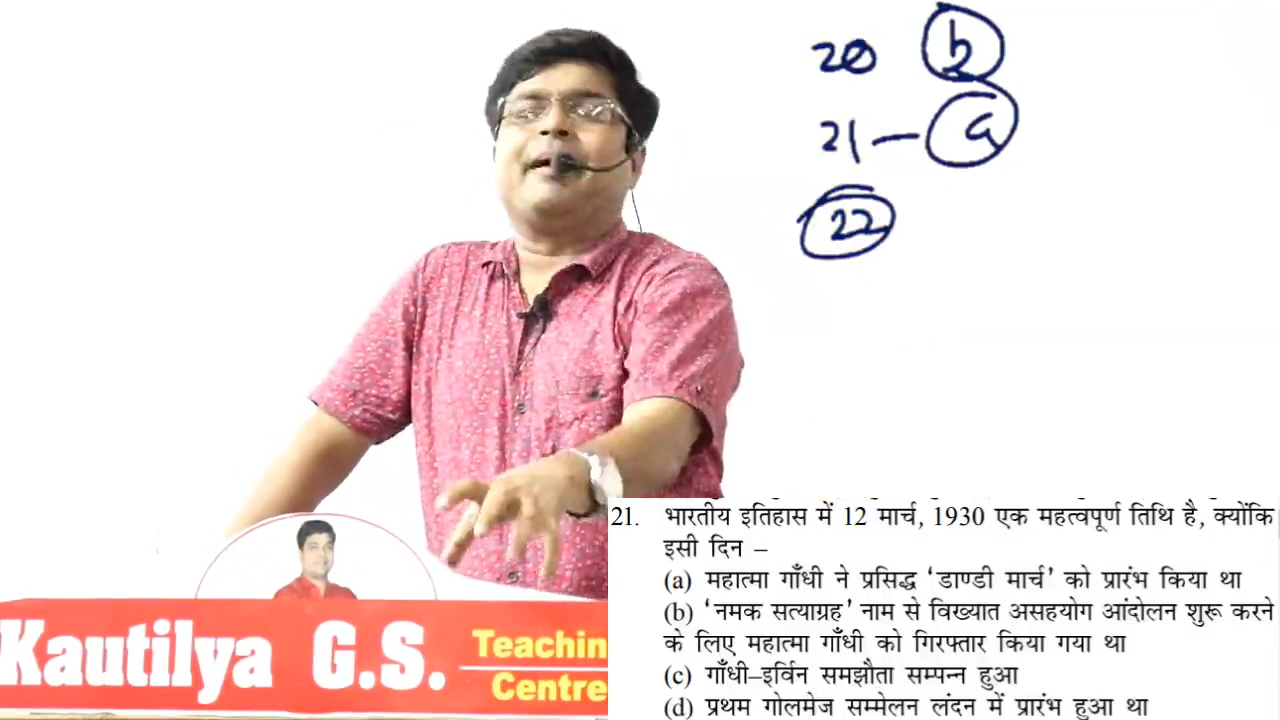 20 b
21 — a
22
21. भारतीय इतिहास में 12 मार्च, 1930 एक महत्वपूर्ण तिथि है, क्योंकि
इसी दिन –
(a) महात्मा गाँधी ने प्रसिद्ध ‘डाण्डी मार्च’ को प्रारंभ किया था
(b) ‘नमक सत्याग्रह’ नाम से विख्यात असहयोग आंदोलन शुरू करने
के लिए महात्मा गाँधी को गिरफ्तार किया गया था
(c) गाँधी–इर्विन समझौता सम्पन्न हुआ
(d) प्रथम गोलमेज सम्मेलन लंदन में प्रारंभ हुआ था
Kautilya G.S.
Teachin
Centre